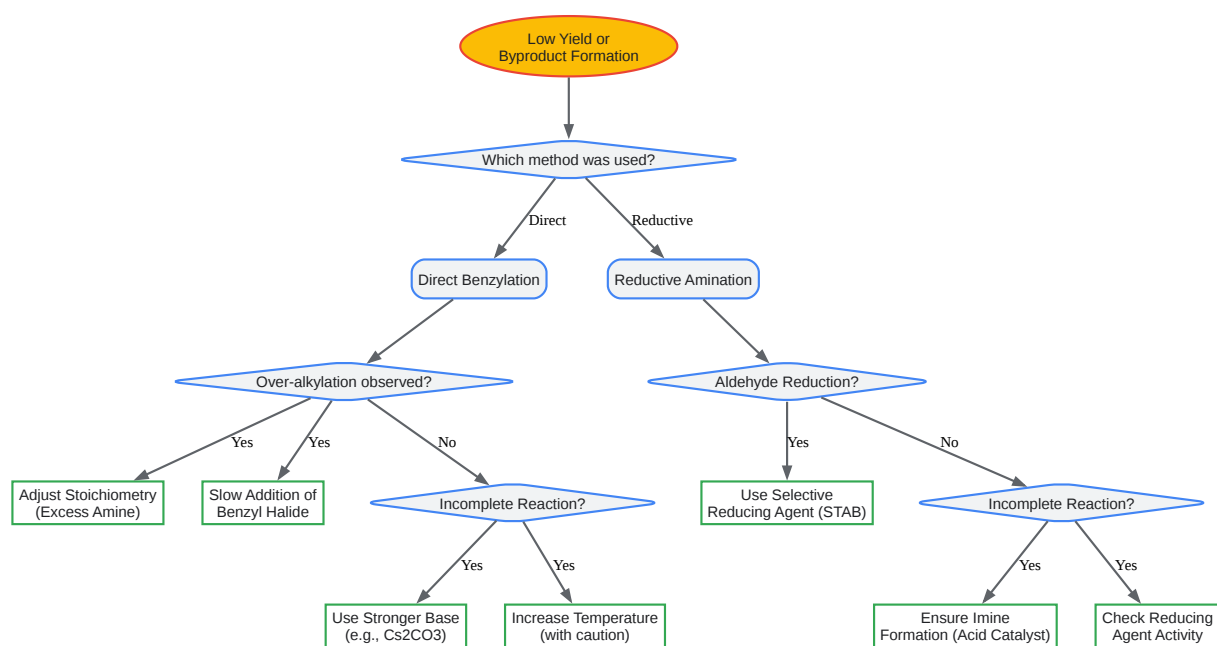 Low Yield or
Byproduct Formation
Which method was used?
Direct
Reductive
Direct Benzylation
Reductive Amination
Over-alkylation observed?
Aldehyde Reduction?
Yes
Yes
No
Yes
No
Adjust Stoichiometry
(Excess Amine)
Slow Addition of
Benzyl Halide
Incomplete Reaction?
Use Selective
Reducing Agent (STAB)
Incomplete Reaction?
Yes
Yes
Yes
Yes
Use Stronger Base
(e.g., Cs2CO3)
Increase Temperature
(with caution)
Ensure Imine
Formation (Acid Catalyst)
Check Reducing
Agent Activity